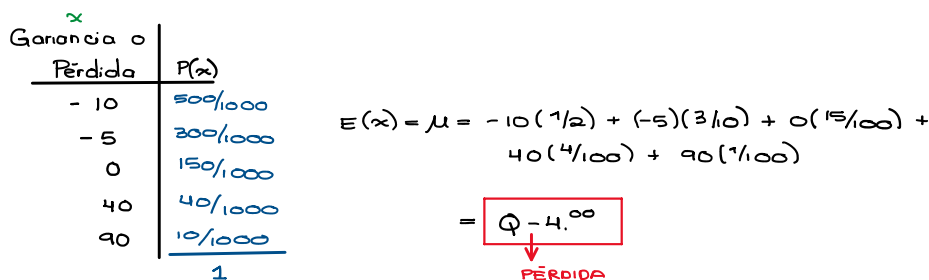 x
Ganancia o
Pérdida P(x)
- 10 500/1000
- 5 300/1000
0 150/1000
40 40/1000
90 10/1000
1
E(x) = μ = -10(1/2) + (-5)(3/10) + 0(15/100) +
40(4/100) + 90(1/100)
= Q - 4.00
PÉRDIDA